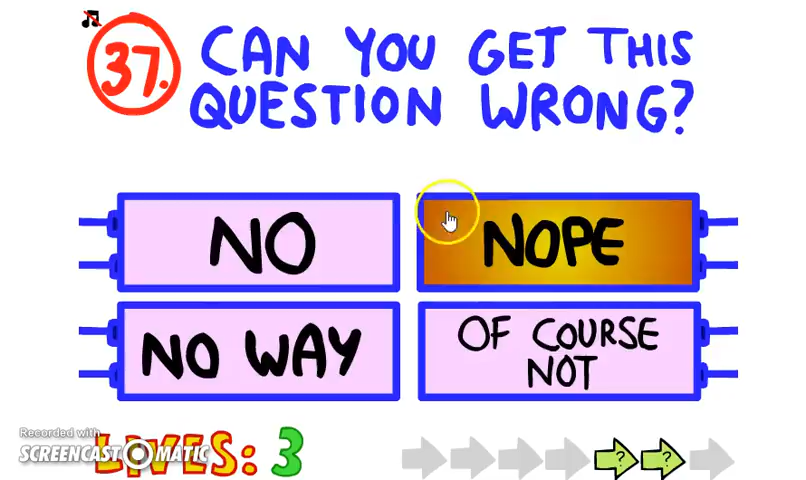 37.
CAN YOU GET THIS
QUESTION WRONG?
NO
NOPE
NO WAY
OF COURSE
NOT
Recorded with
SCREENCAST MATIC
LIVES: 3
? ?